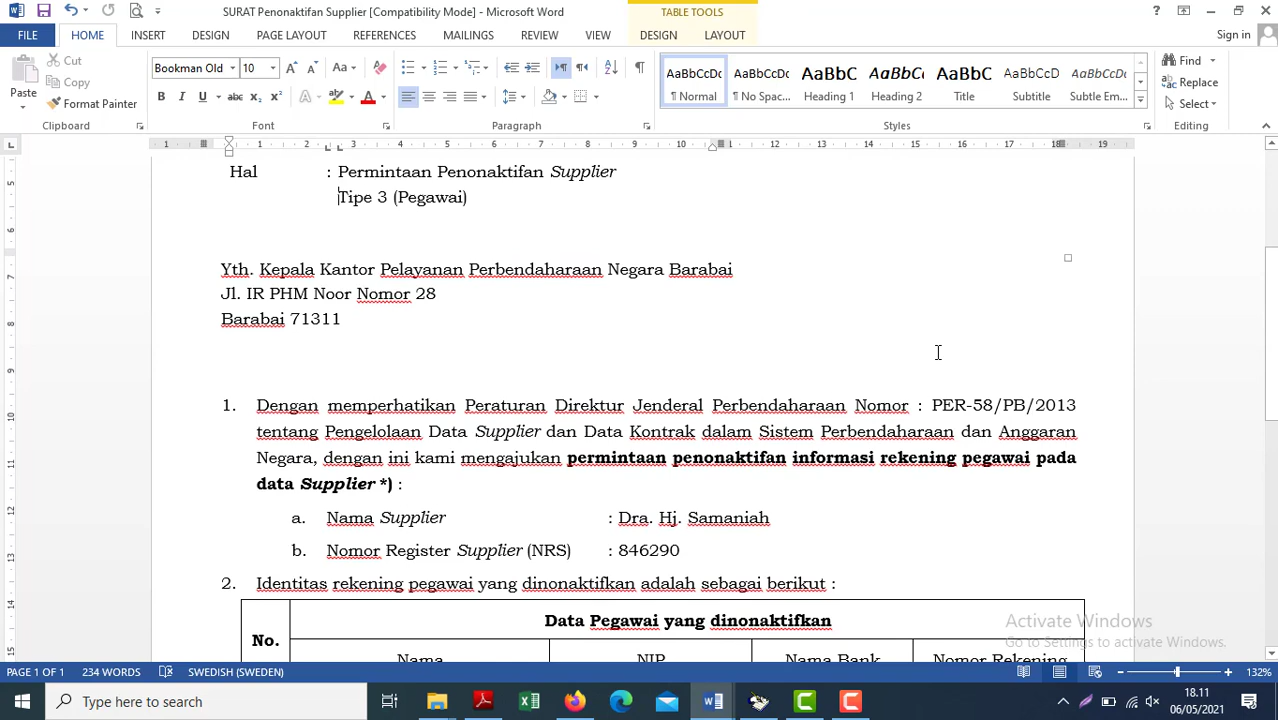 SURAT Penonaktifan Supplier [Compatibility Mode] - Microsoft Word
TABLE TOOLS
?
FILE HOME INSERT DESIGN PAGE LAYOUT REFERENCES MAILINGS REVIEW VIEW DESIGN LAYOUT Sign in
Paste
Cut
Copy
Format Painter
Clipboard
Bookman Old 10
Font
Paragraph
AaBbCcDc AaBbCcDc AaBbC AaBbCc AaBbC AaBbCcD AaBbCcDc
¶ Normal ¶ No Spac... Heading 1 Heading 2 Title Subtitle Subtle Em...
Styles
Find
Replace
Select
Editing
Hal : Permintaan Penonaktifan Supplier
Tipe 3 (Pegawai)
Yth. Kepala Kantor Pelayanan Perbendaharaan Negara Barabai
Jl. IR PHM Noor Nomor 28
Barabai 71311
1. Dengan memperhatikan Peraturan Direktur Jenderal Perbendaharaan Nomor : PER-58/PB/2013
tentang Pengelolaan Data Supplier dan Data Kontrak dalam Sistem Perbendaharaan dan Anggaran
Negara, dengan ini kami mengajukan permintaan penonaktifan informasi rekening pegawai pada
data Supplier *) :
a. Nama Supplier : Dra. Hj. Samaniah
b. Nomor Register Supplier (NRS) : 846290
2. Identitas rekening pegawai yang dinonaktifkan adalah sebagai berikut :
No.
Data Pegawai yang dinonaktifkan
Nama NIP Nama Bank Nomor Rekening
Activate Windows
Go to Settings to activate Windows.
PAGE 1 OF 1 234 WORDS SWEDISH (SWEDEN) 132%
Type here to search
18.11
06/05/2021